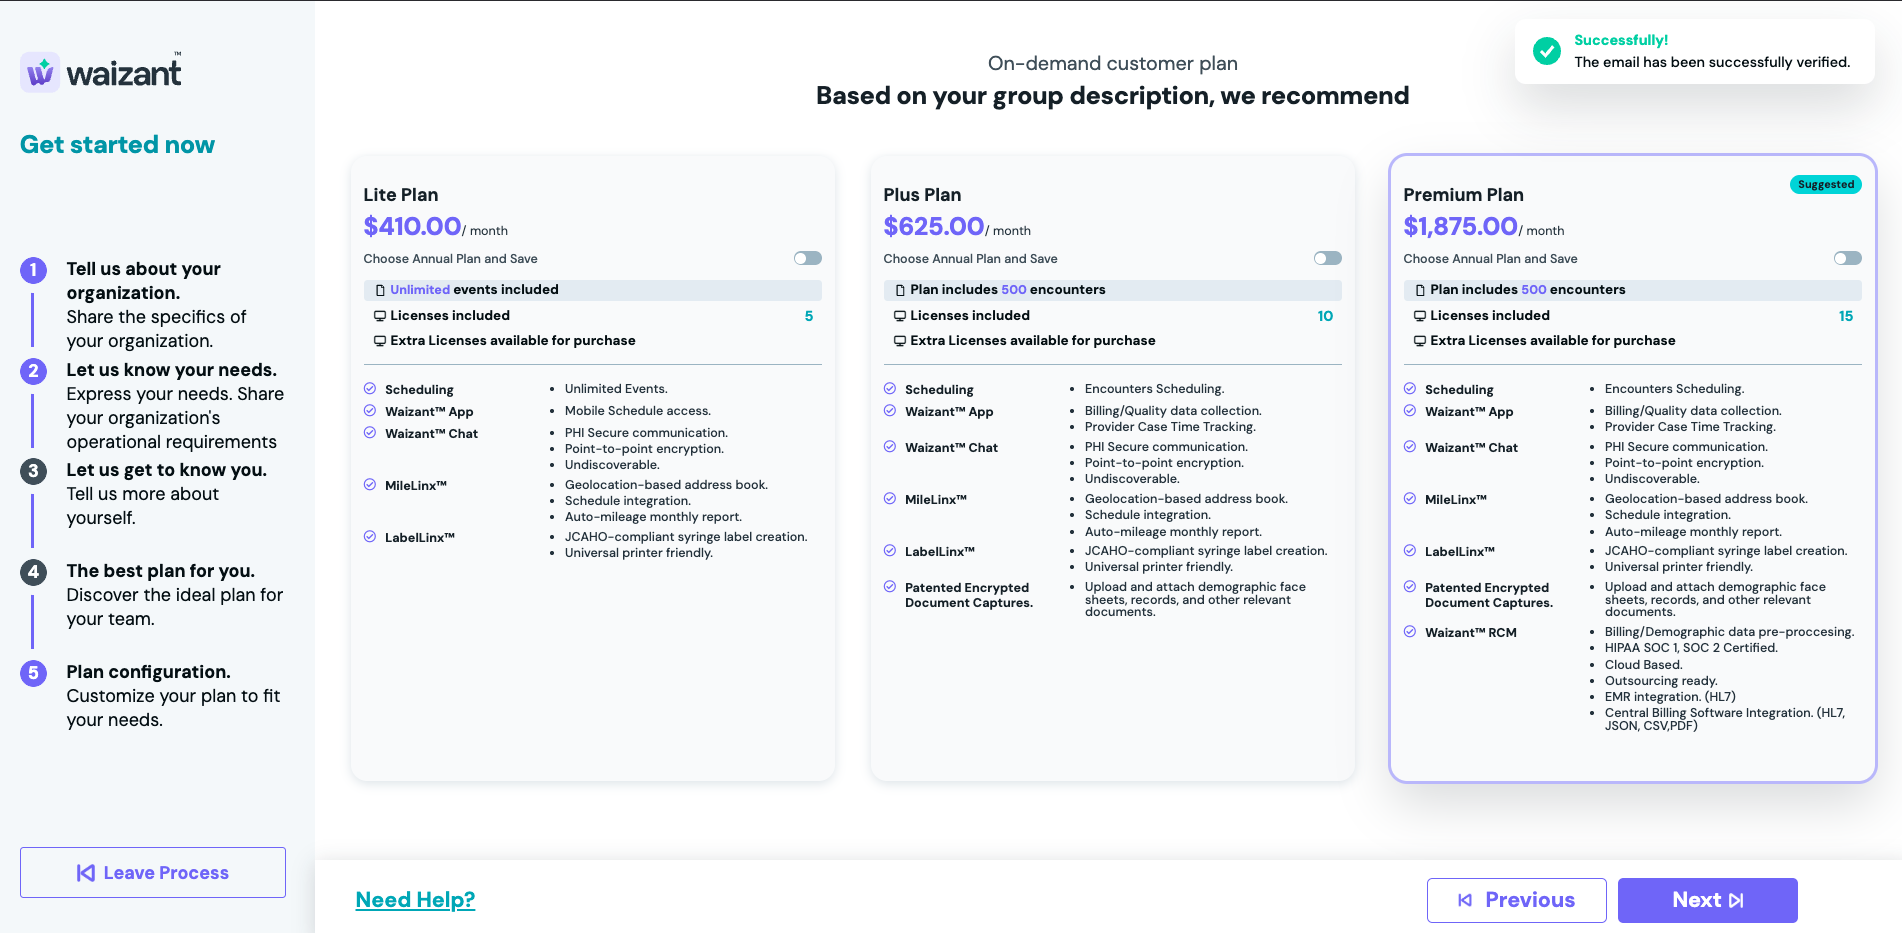 waizant™
Get started now
1
Tell us about your
organization.
Share the specifics of
your organization.
2
Let us know your needs.
Express your needs. Share
your organization's
operational requirements
3
Let us get to know you.
Tell us more about
yourself.
4
The best plan for you.
Discover the ideal plan for
your team.
5
Plan configuration.
Customize your plan to fit
your needs.
Leave Process
On-demand customer plan
Based on your group description, we recommend
Successfully!
The email has been successfully verified.
Lite Plan
$410.00/ month
Choose Annual Plan and Save
Unlimited events included
Licenses included 5
Extra Licenses available for purchase
Scheduling
• Unlimited Events.
Waizant™ App
• Mobile Schedule access.
Waizant™ Chat
• PHI Secure communication.
• Point-to-point encryption.
• Undiscoverable.
MileLinx™
• Geolocation-based address book.
• Schedule integration.
• Auto-mileage monthly report.
LabelLinx™
• JCAHO-compliant syringe label creation.
• Universal printer friendly.
Plus Plan
$625.00/ month
Choose Annual Plan and Save
Plan includes 500 encounters
Licenses included 10
Extra Licenses available for purchase
Scheduling
• Encounters Scheduling.
Waizant™ App
• Billing/Quality data collection.
• Provider Case Time Tracking.
Waizant™ Chat
• PHI Secure communication.
• Point-to-point encryption.
• Undiscoverable.
MileLinx™
• Geolocation-based address book.
• Schedule integration.
• Auto-mileage monthly report.
LabelLinx™
• JCAHO-compliant syringe label creation.
• Universal printer friendly.
Patented Encrypted
Document Captures.
• Upload and attach demographic face
sheets, records, and other relevant
documents.
Suggested
Premium Plan
$1,875.00/ month
Choose Annual Plan and Save
Plan includes 500 encounters
Licenses included 15
Extra Licenses available for purchase
Scheduling
• Encounters Scheduling.
Waizant™ App
• Billing/Quality data collection.
• Provider Case Time Tracking.
Waizant™ Chat
• PHI Secure communication.
• Point-to-point encryption.
• Undiscoverable.
MileLinx™
• Geolocation-based address book.
• Schedule integration.
• Auto-mileage monthly report.
LabelLinx™
• JCAHO-compliant syringe label creation.
• Universal printer friendly.
Patented Encrypted
Document Captures.
• Upload and attach demographic face
sheets, records, and other relevant
documents.
Waizant™ RCM
• Billing/Demographic data pre-proccesing.
• HIPAA SOC 1, SOC 2 Certified.
• Cloud Based.
• Outsourcing ready.
• EMR integration. (HL7)
• Central Billing Software Integration. (HL7,
JSON, CSV,PDF)
Need Help?
Previous
Next